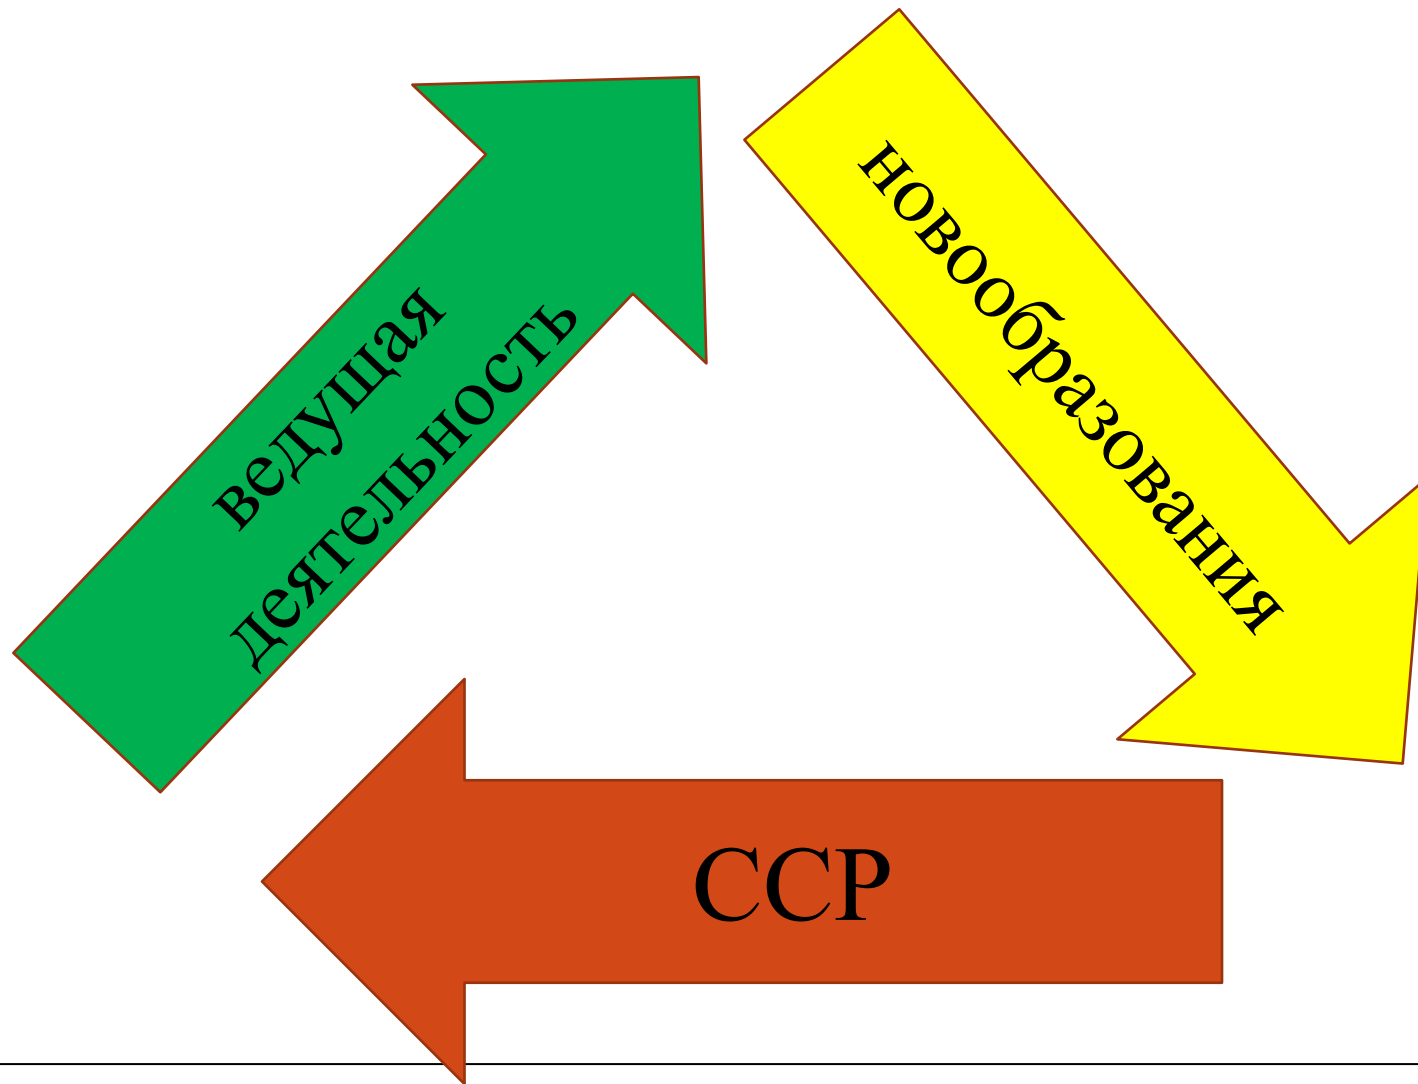 ведущая
деятельность
новообразования
ССР